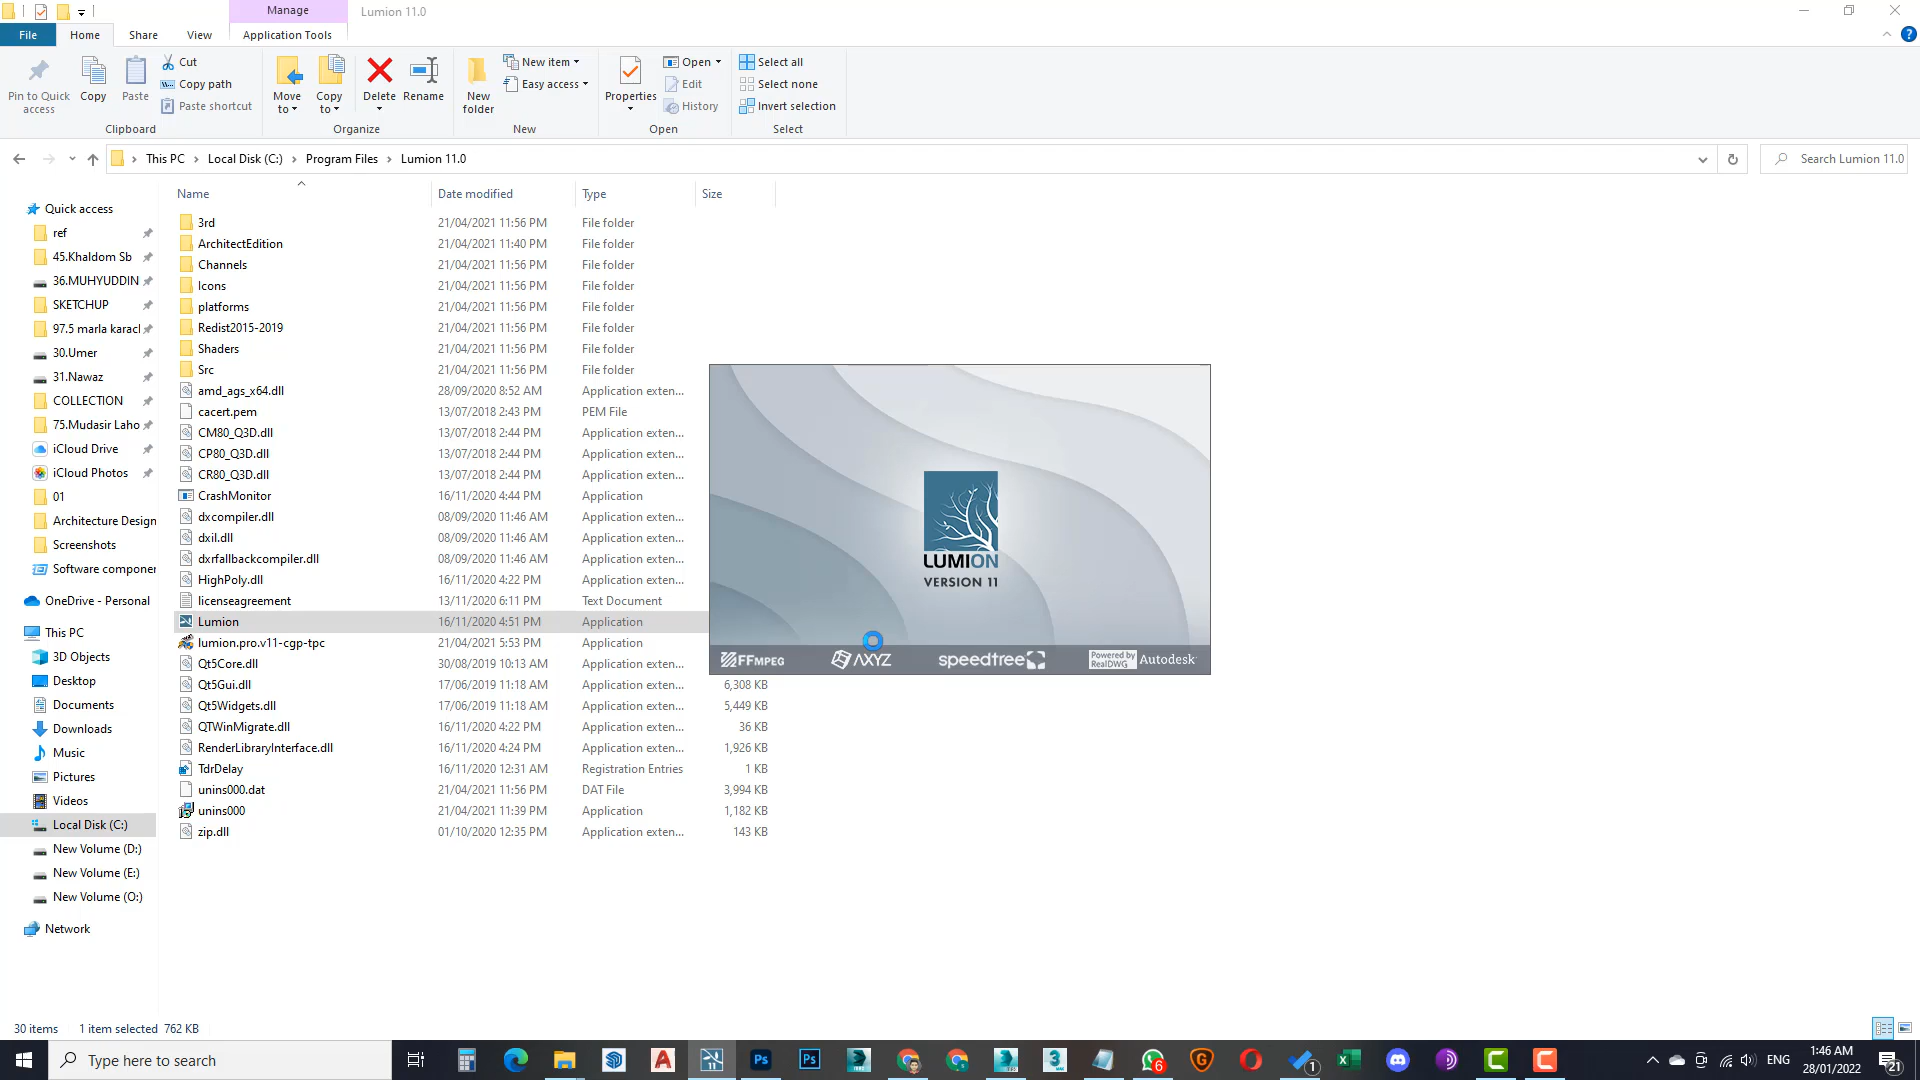 Manage
Lumion 11.0
File
Home
Share
View
Application Tools
Pin to Quick access
Copy
Paste
Cut
Copy path
Paste shortcut
Clipboard
Move to
Copy to
Delete
Rename
Organize
New folder
New item
Easy access
New
Properties
Open
Edit
History
Open
Select all
Select none
Invert selection
Select
This PC
Local Disk (C:)
Program Files
Lumion 11.0
Search Lumion 11.0
Name
Date modified
Type
Size
Quick access
ref
45.Khaldom Sb
36.MUHYUDDIN
SKETCHUP
97.5 marla karacl
30.Umer
31.Nawaz
COLLECTION
75.Mudasir Laho
iCloud Drive
iCloud Photos
01
Architecture Design
Screenshots
Software componer
OneDrive - Personal
This PC
3D Objects
Desktop
Documents
Downloads
Music
Pictures
Videos
Local Disk (C:)
New Volume (D:)
New Volume (E:)
New Volume (O:)
Network
3rd 21/04/2021 11:56 PM File folder
ArchitectEdition 21/04/2021 11:40 PM File folder
Channels 21/04/2021 11:56 PM File folder
Icons 21/04/2021 11:56 PM File folder
platforms 21/04/2021 11:56 PM File folder
Redist2015-2019 21/04/2021 11:56 PM File folder
Shaders 21/04/2021 11:56 PM File folder
Src 21/04/2021 11:56 PM File folder
amd_ags_x64.dll 28/09/2020 8:52 AM Application exten...
cacert.pem 13/07/2018 2:43 PM PEM File
CM80_Q3D.dll 13/07/2018 2:44 PM Application exten...
CP80_Q3D.dll 13/07/2018 2:44 PM Application exten...
CR80_Q3D.dll 13/07/2018 2:44 PM Application exten...
CrashMonitor 16/11/2020 4:44 PM Application
dxcompiler.dll 08/09/2020 11:46 AM Application exten...
dxil.dll 08/09/2020 11:46 AM Application exten...
dxrfallbackcompiler.dll 08/09/2020 11:46 AM Application exten...
HighPoly.dll 16/11/2020 4:22 PM Application exten...
licenseagreement 13/11/2020 6:11 PM Text Document
Lumion 16/11/2020 4:51 PM Application
lumion.pro.v11-cgp-tpc 21/04/2021 5:53 PM Application
Qt5Core.dll 30/08/2019 10:13 AM Application exten...
Qt5Gui.dll 17/06/2019 11:18 AM Application exten... 6,308 KB
Qt5Widgets.dll 17/06/2019 11:18 AM Application exten... 5,449 KB
QTWinMigrate.dll 16/11/2020 4:22 PM Application exten... 36 KB
RenderLibraryInterface.dll 16/11/2020 4:24 PM Application exten... 1,926 KB
TdrDelay 16/11/2020 12:31 AM Registration Entries 1 KB
unins000.dat 21/04/2021 11:56 PM DAT File 3,994 KB
unins000 21/04/2021 11:39 PM Application 1,182 KB
zip.dll 01/10/2020 12:35 PM Application exten... 143 KB
LUMION
VERSION 11
FFMPEG
AXYZ
speedtree
Powered by RealDWG
Autodesk
30 items
1 item selected 762 KB
Type here to search
11
Ps
Ps
6
1
ENG
1:46 AM
28/01/2022
21